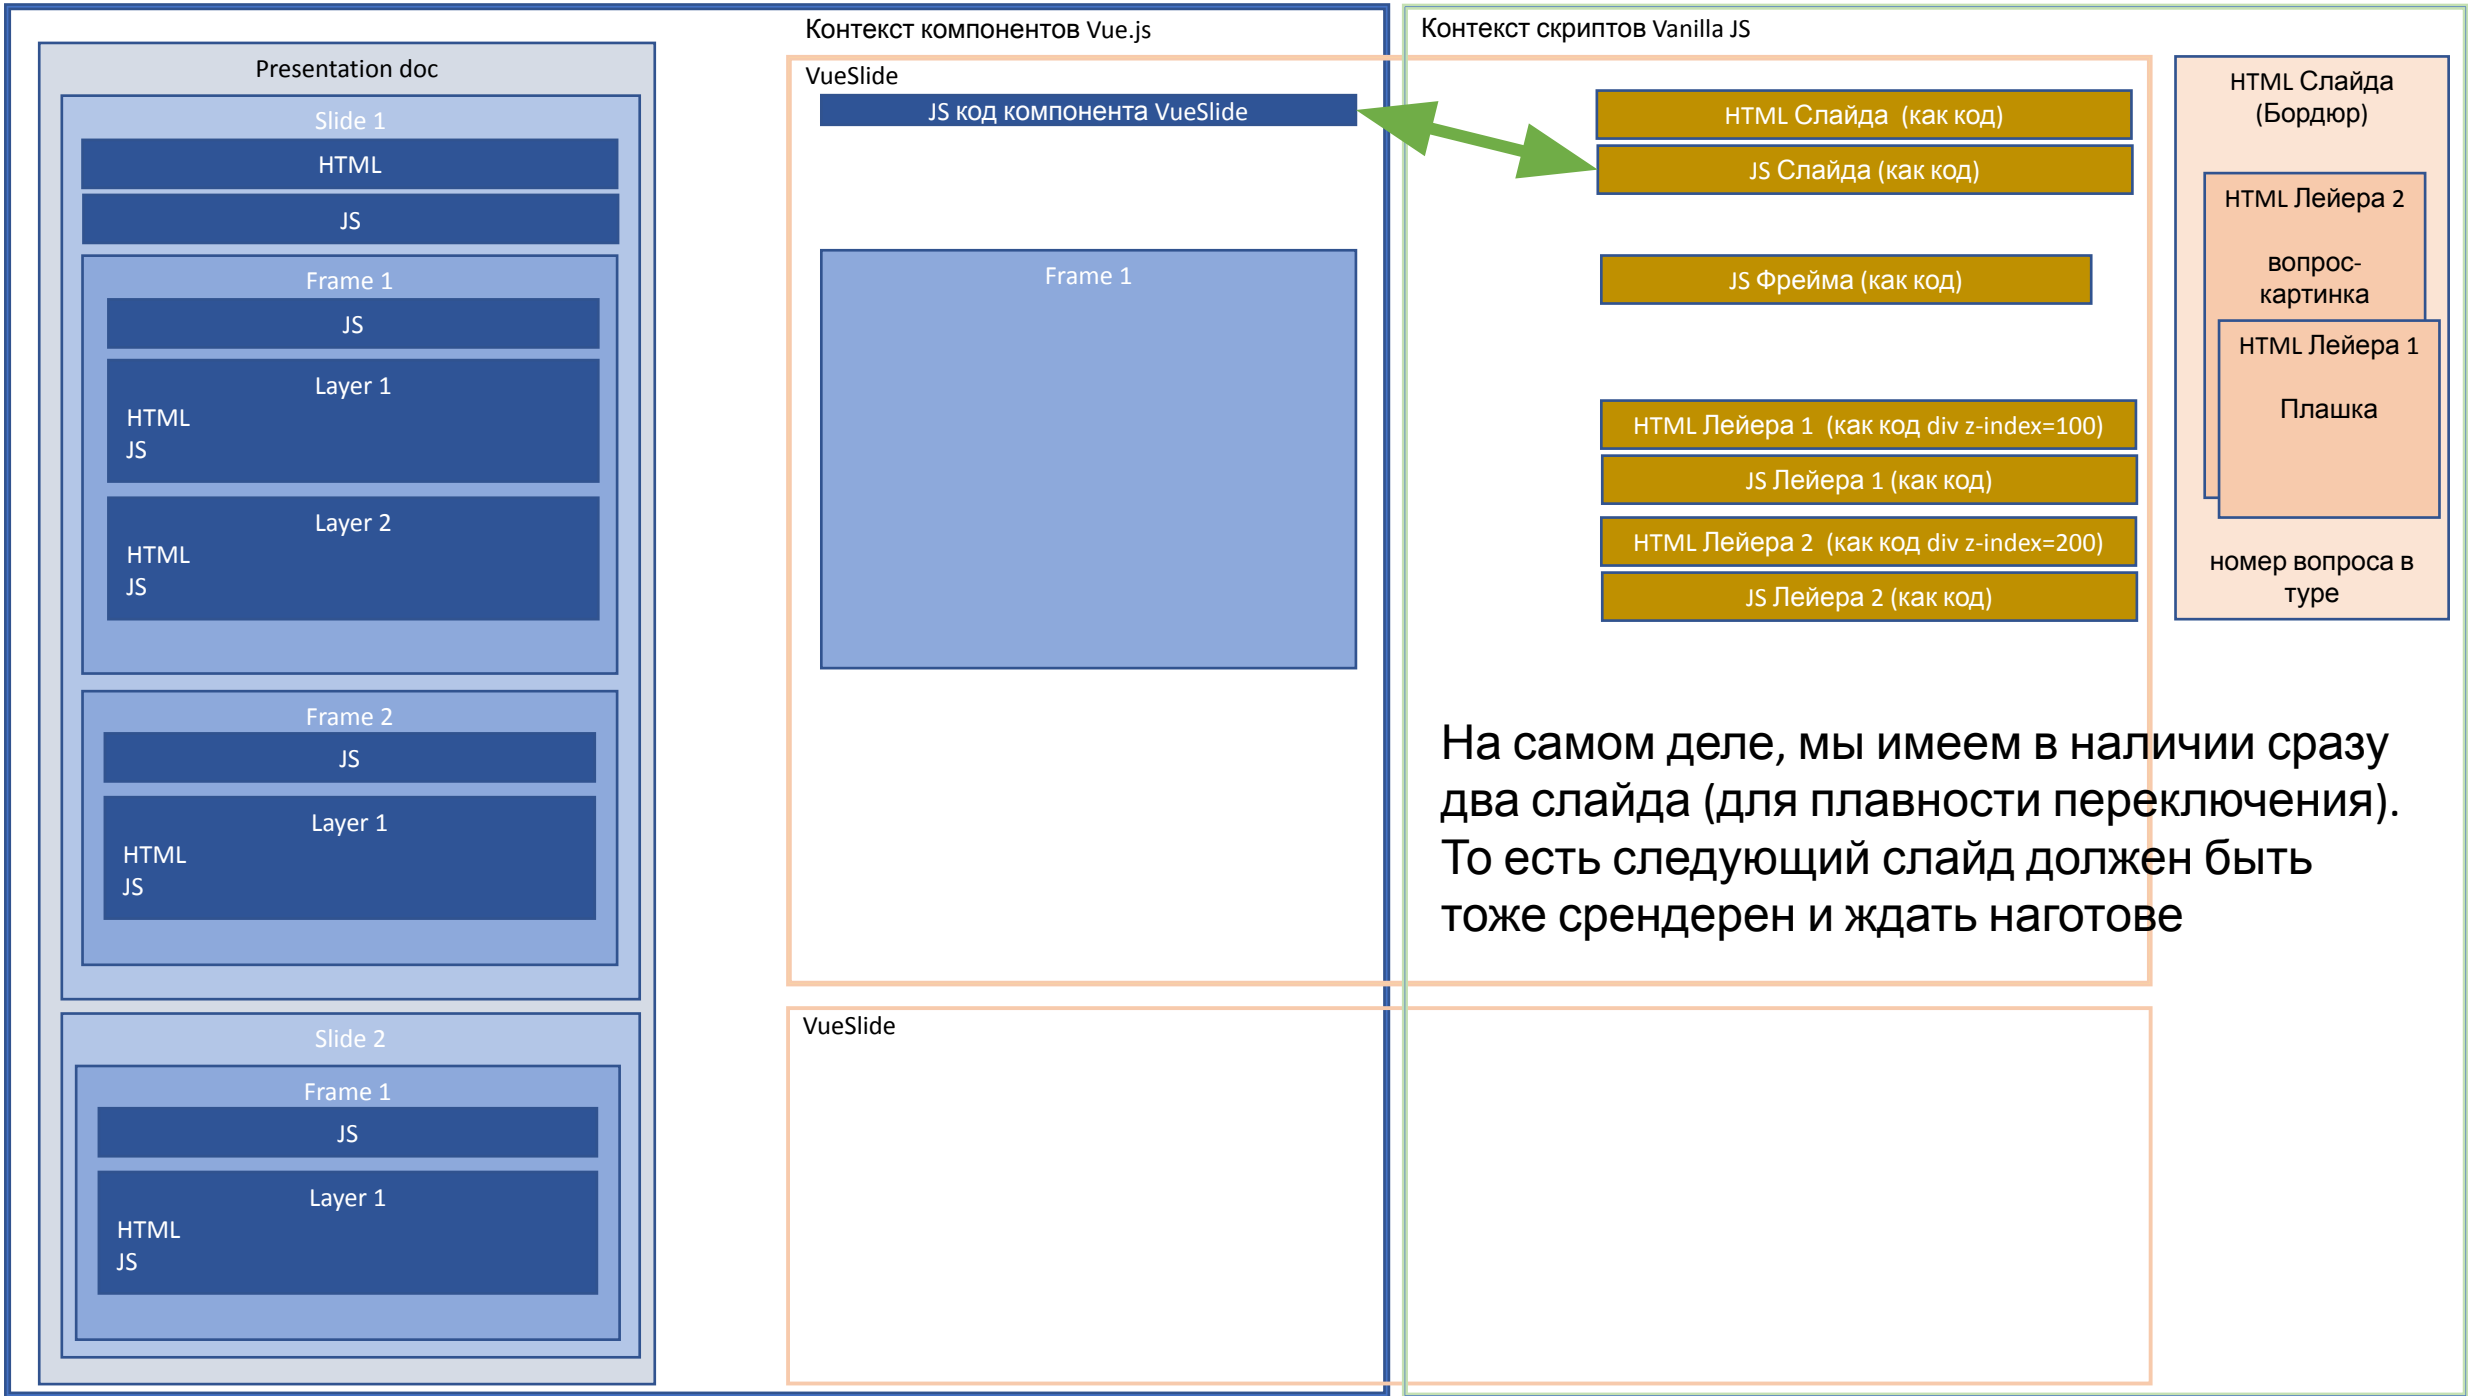 Контекст компонентов Vue.js
Presentation doc
Slide 1
HTML
JS
Frame 1
JS
Layer 1
HTML
JS
Layer 2
HTML
JS
Frame 2
JS
Layer 1
HTML
JS
Slide 2
Frame 1
JS
Layer 1
HTML
JS
VueSlide
JS код компонента VueSlide
Frame 1
VueSlide
Контекст скриптов Vanilla JS
HTML Слайда (как код)
JS Слайда (как код)
JS Фрейма (как код)
HTML Лейера 1 (как код div z-index=100)
JS Лейера 1 (как код)
HTML Лейера 2 (как код div z-index=200)
JS Лейера 2 (как код)
HTML Слайда
(Бордюр)
HTML Лейера 2
вопрос-
картинка
HTML Лейера 1
Плашка
номер вопроса в
туре
На самом деле, мы имеем в наличии сразу
два слайда (для плавности переключения).
То есть следующий слайд должен быть
тоже срендерен и ждать наготове